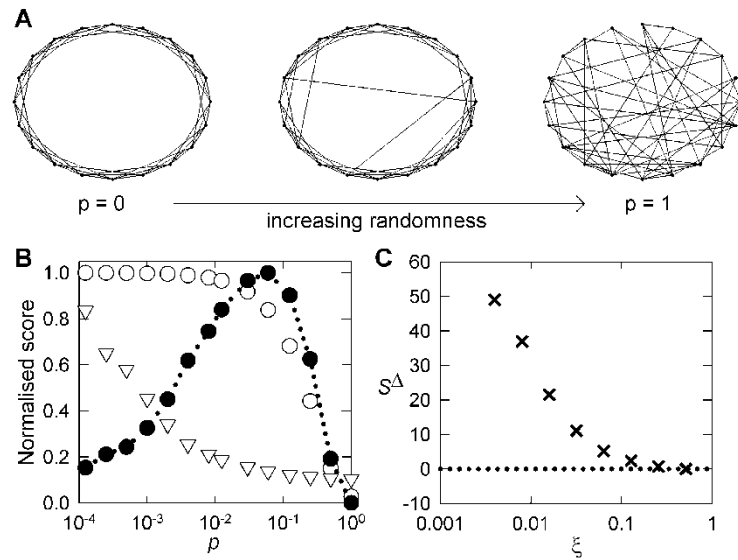 A
p = 0
increasing randomness
p = 1
B
Normalised score
1.0
0.8
0.6
0.4
0.2
0.0
10⁻⁴
10⁻³
10⁻²
10⁻¹
10⁰
p
C
S^Δ
60
50
40
30
20
10
0
-10
0.001
0.01
0.1
1
ξ